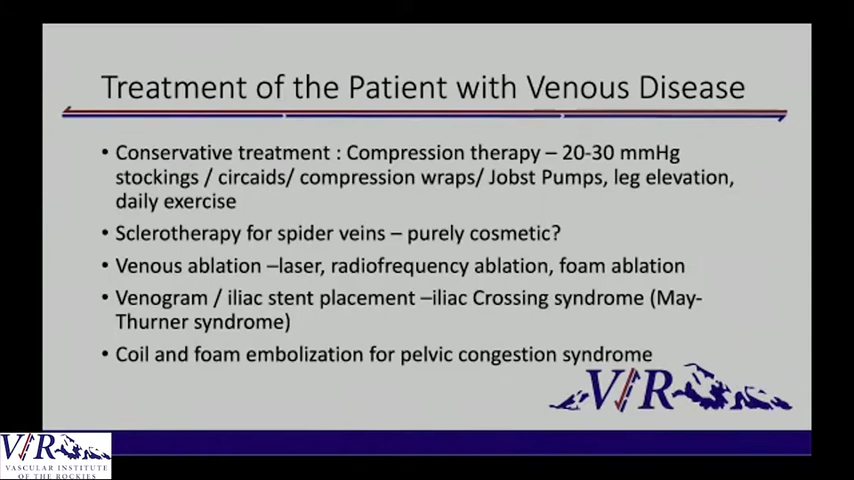 Treatment of the Patient with Venous Disease
• Conservative treatment : Compression therapy – 20-30 mmHg
stockings / circaids/ compression wraps/ Jobst Pumps, leg elevation,
daily exercise
• Sclerotherapy for spider veins – purely cosmetic?
• Venous ablation –laser, radiofrequency ablation, foam ablation
• Venogram / iliac stent placement –iliac Crossing syndrome (May-
Thurner syndrome)
• Coil and foam embolization for pelvic congestion syndrome
VIR
VIR
VASCULAR INSTITUTE
OF THE ROCKIES